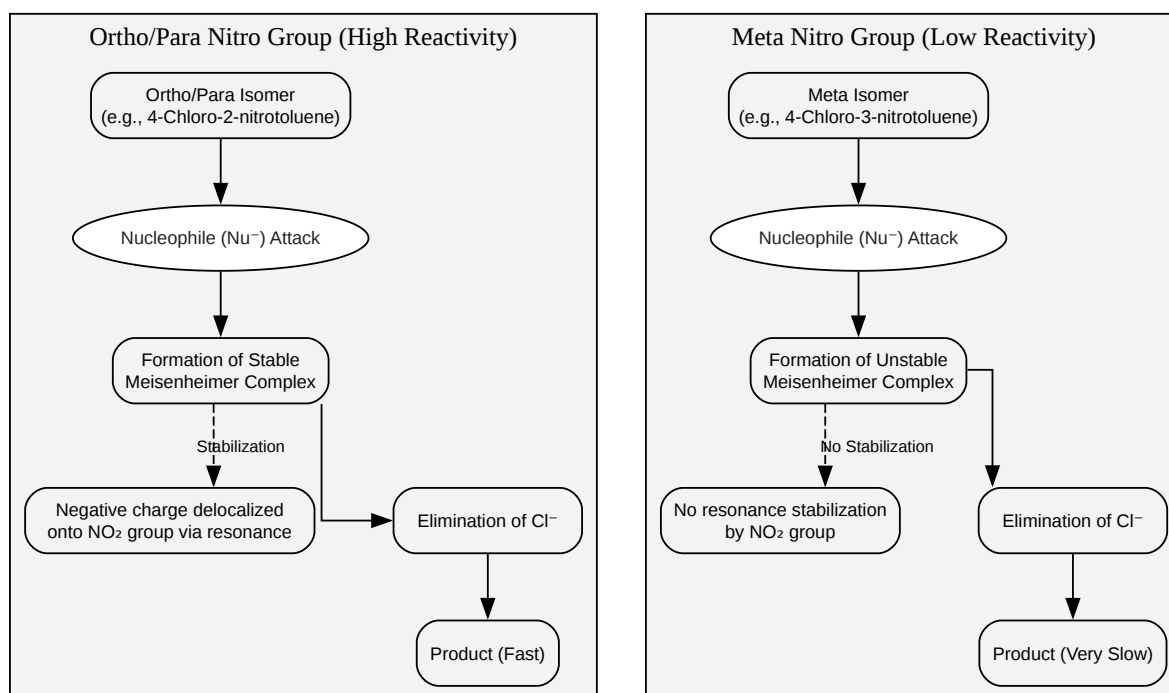 Ortho/Para Nitro Group (High Reactivity)
Ortho/Para Isomer
(e.g., 4-Chloro-2-nitrotoluene)
Nucleophile (Nu⁻) Attack
Formation of Stable
Meisenheimer Complex
Stabilization
Negative charge delocalized
onto NO₂ group via resonance
Elimination of Cl⁻
Product (Fast)
Meta Nitro Group (Low Reactivity)
Meta Isomer
(e.g., 4-Chloro-3-nitrotoluene)
Nucleophile (Nu⁻) Attack
Formation of Unstable
Meisenheimer Complex
No Stabilization
No resonance stabilization
by NO₂ group
Elimination of Cl⁻
Product (Very Slow)